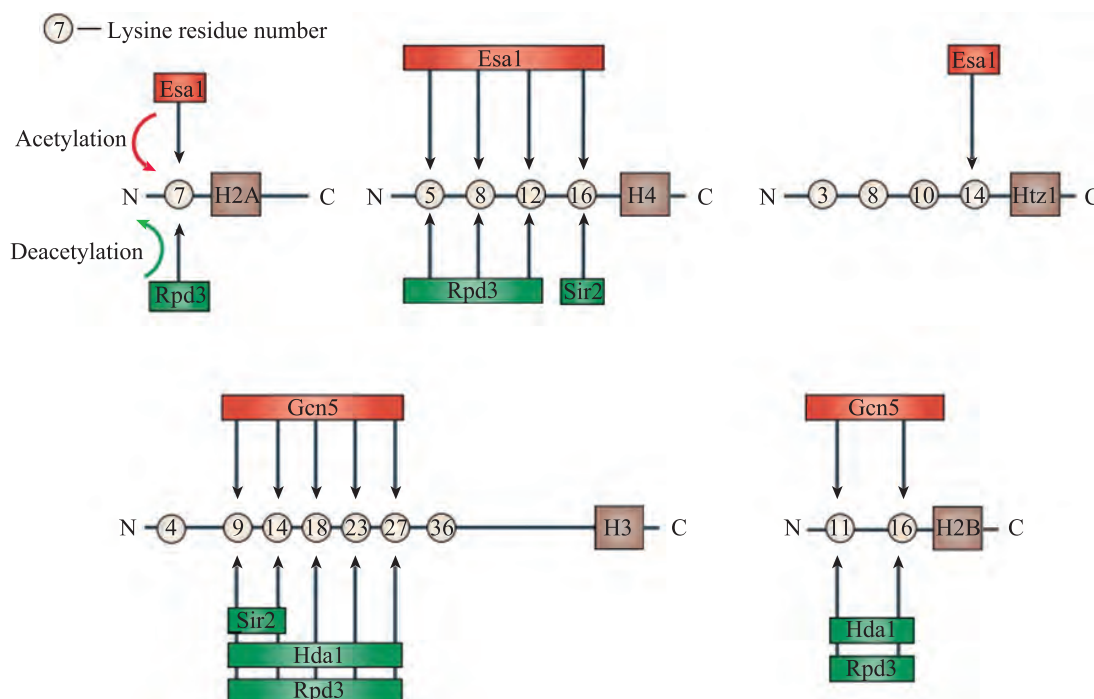 7 Lysine residue number
Esa1
Acetylation
N 7 H2A C
Deacetylation
Rpd3
Esa1
N 5 8 12 16 H4 C
Rpd3 Sir2
Esa1
N 3 8 10 14 Htz1 C
Gcn5
N 4 9 14 18 23 27 36 H3 C
Sir2
Hda1
Rpd3
Gcn5
N 11 16 H2B C
Hda1
Rpd3